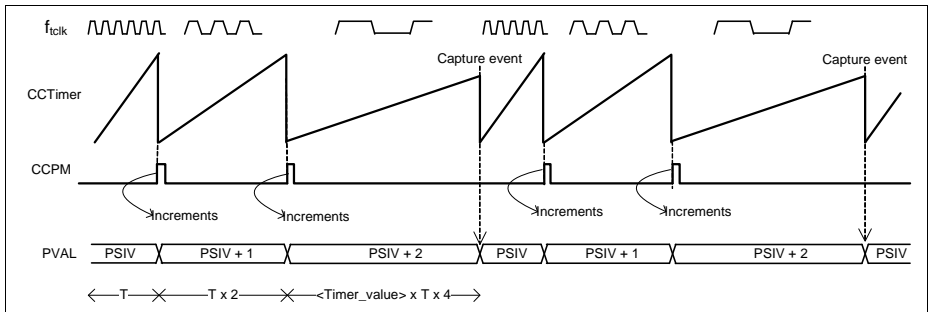 ftclk
Capture event Capture event
CCTimer
CCPM
Increments Increments Increments Increments
PVAL PSIV PSIV + 1 PSIV + 2 PSIV PSIV + 1 PSIV + 2 PSIV
T T x 2 <Timer_value> x T x 4